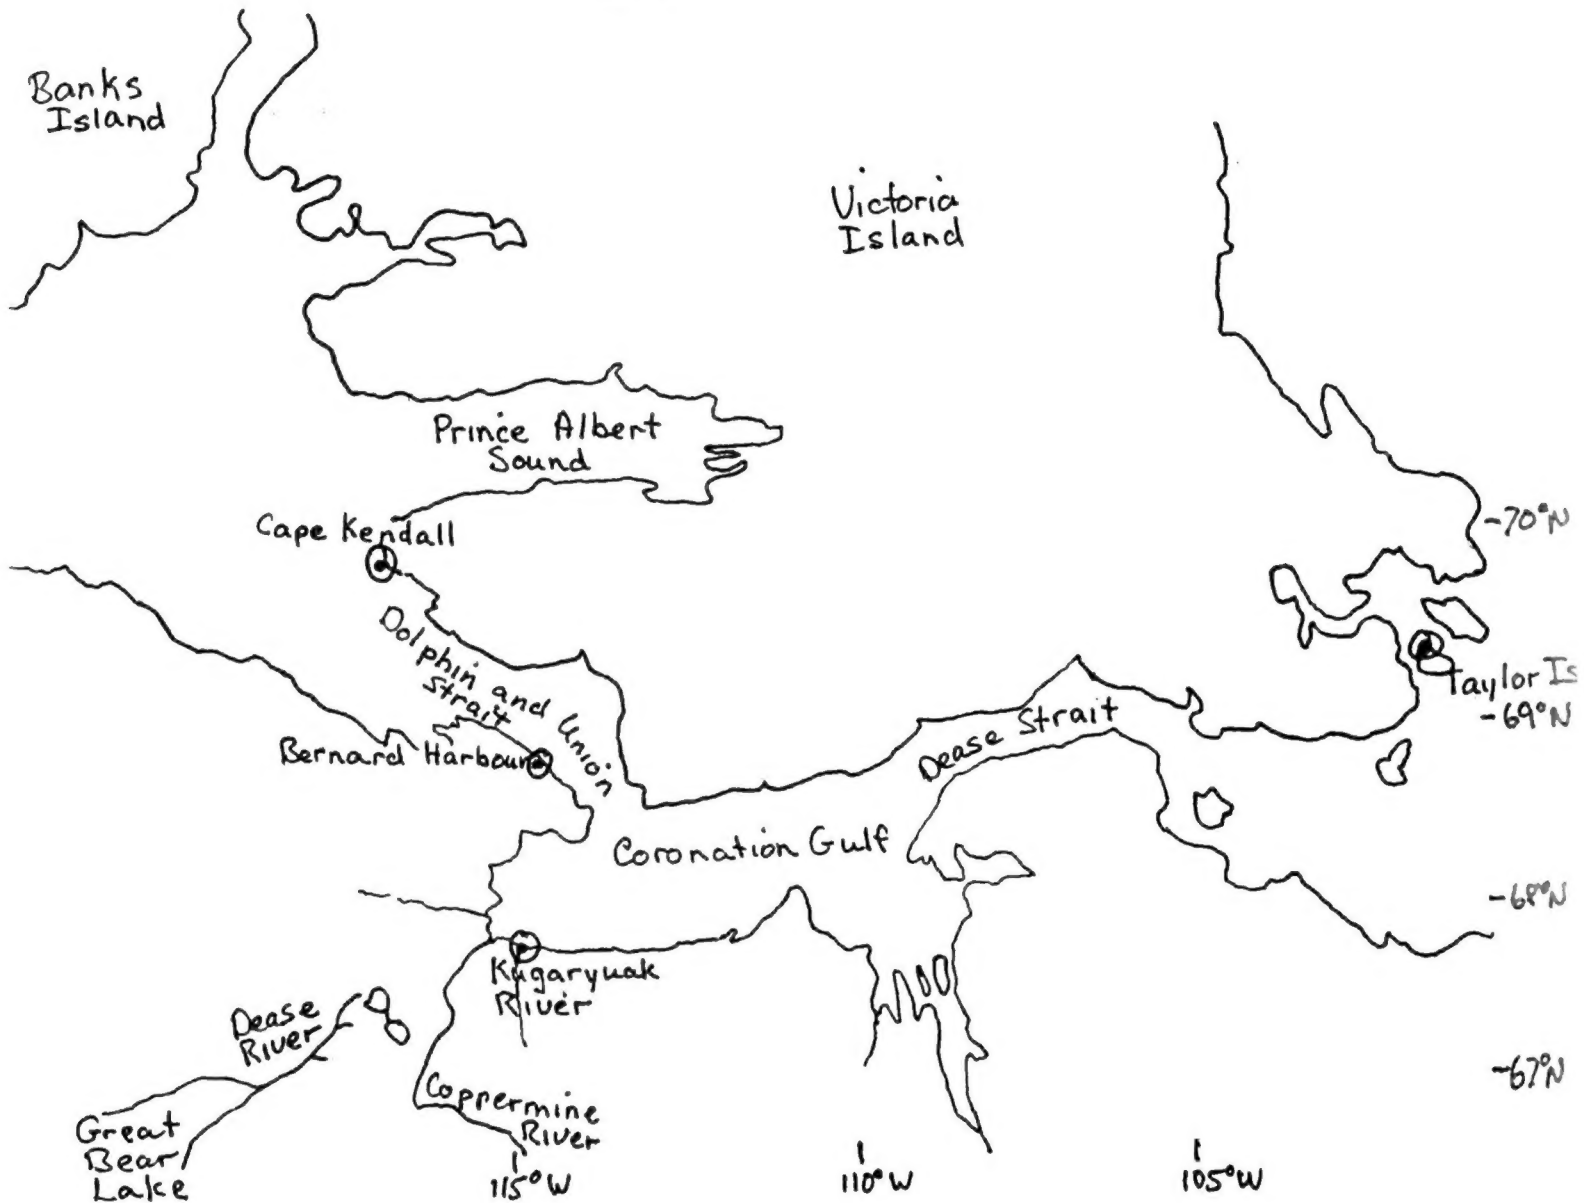 Banks
Island
Victoria
Island
Prince Albert
Sound
Cape Kendall
-70°N
Dolphin and Union
Strait
Taylor Is
-69°N
Dease Strait
Bernard Harbour
Coronation Gulf
-68°N
Kugaryuak
River
Dease
River
-67°N
Coppermine
River
Great
Bear
Lake
115°W
110°W
105°W